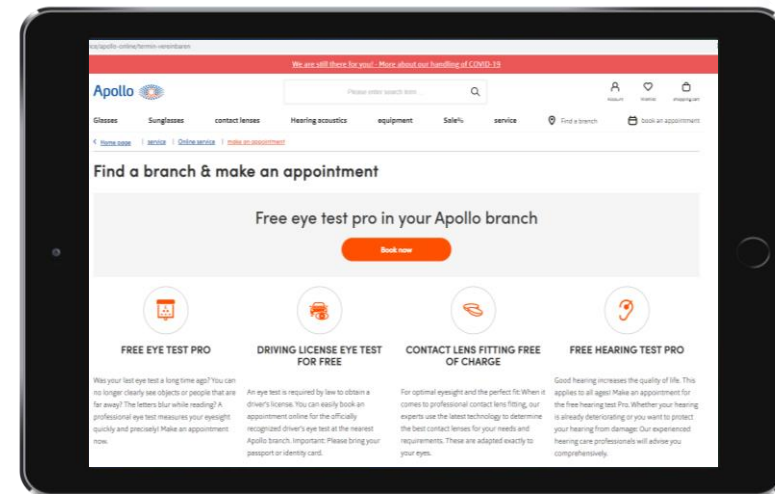 ice/apollo-online/termin-vereinbaren
We are still there for you! - More about our handling of COVID-19
Apollo
Please enter search term ...
Glasses Sunglasses contact lenses Hearing acoustics equipment Sale% service Find a branch book an appointment
Home page | service | Online service | make an appointment
Find a branch & make an appointment
Free eye test pro in your Apollo branch
Book now
FREE EYE TEST PRO
Was your last eye test a long time ago? You can
no longer clearly see objects or people that are
far away? The letters blur while reading? A
professional eye test measures your eyesight
quickly and precisely! Make an appointment
now.
DRIVING LICENSE EYE TEST
FOR FREE
An eye test is required by law to obtain a
driver's license. You can easily book an
appointment online for the officially
recognized driver's eye test at the nearest
Apollo branch. Important: Please bring your
passport or identity card.
CONTACT LENS FITTING FREE
OF CHARGE
For optimal eyesight and the perfect fit: When it
comes to professional contact lens fitting, our
experts use the latest technology to determine
the best contact lenses for your needs and
requirements. These are adapted exactly to
your eyes.
FREE HEARING TEST PRO
Good hearing increases the quality of life. This
applies to all ages! Make an appointment for
the free hearing test Pro. Whether your hearing
is already deteriorating or you want to protect
your hearing from damage: Our experienced
hearing care professionals will advise you
comprehensively.